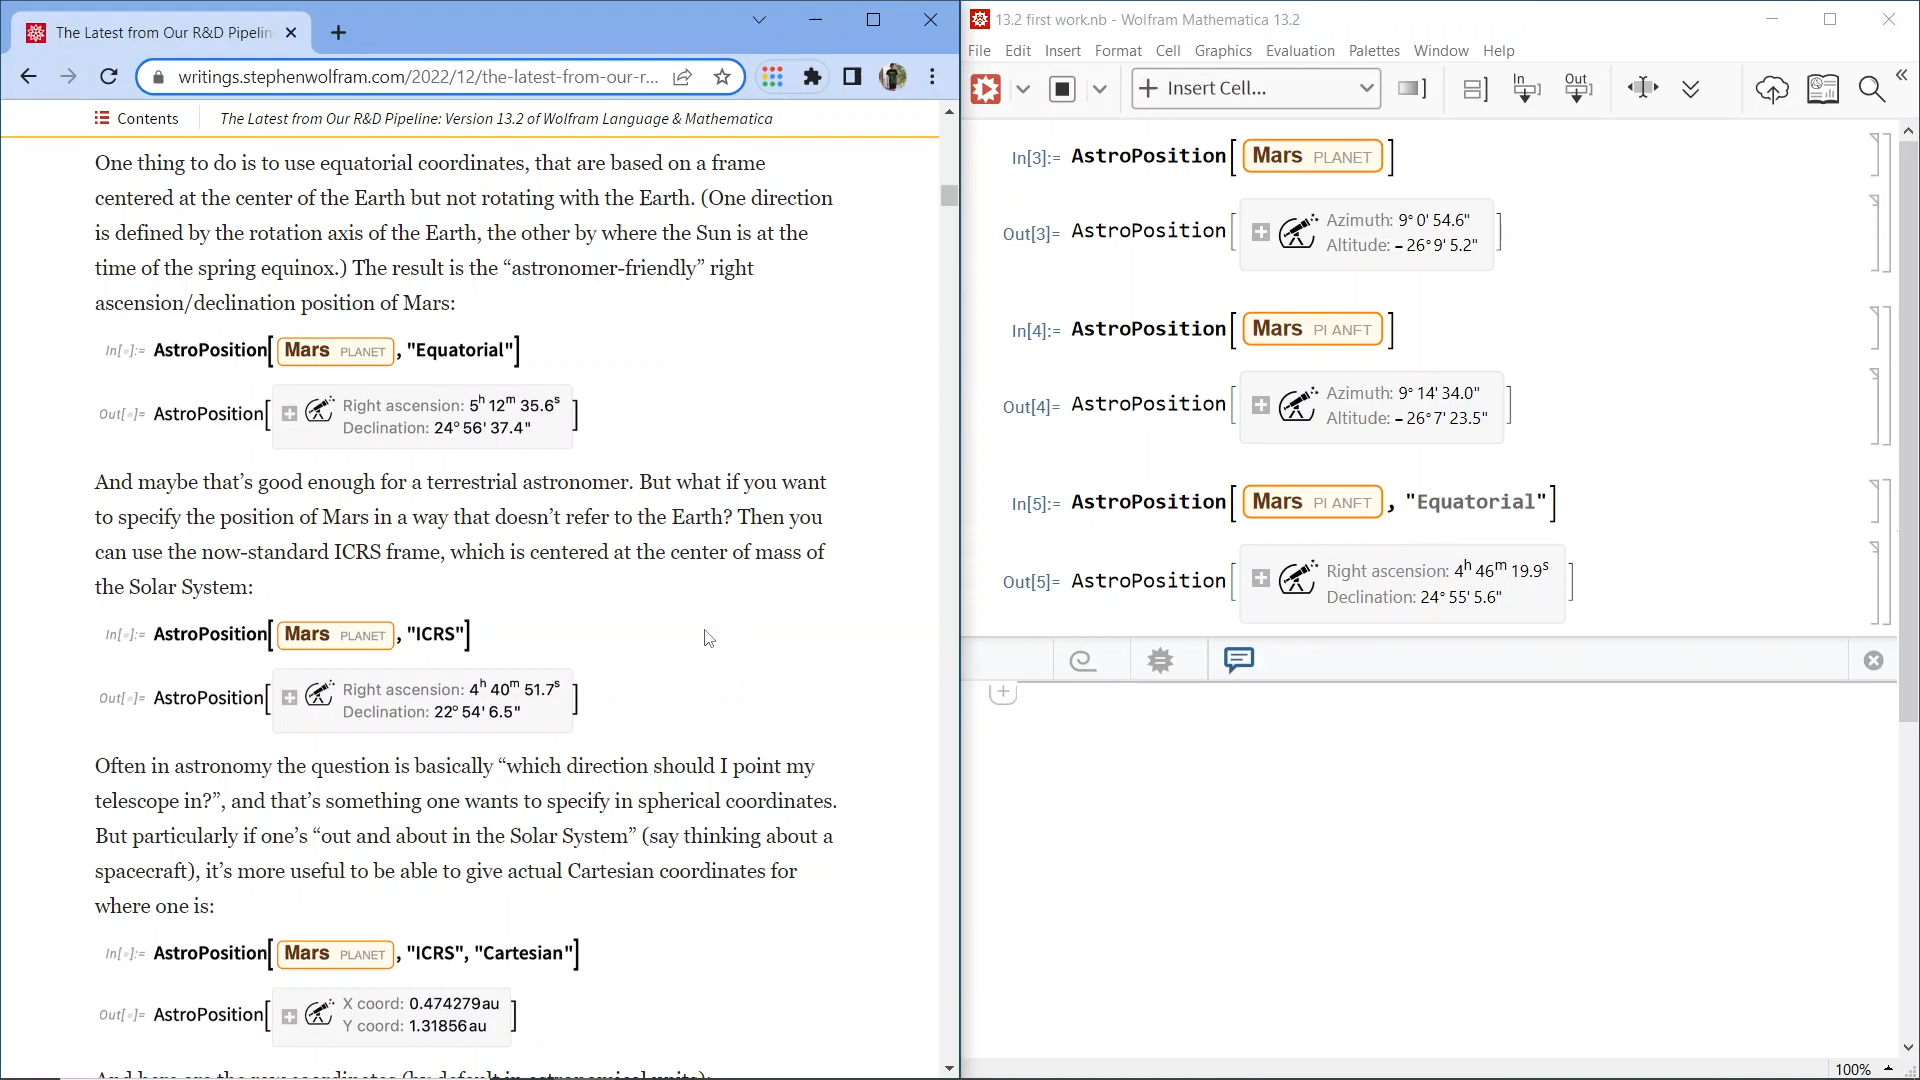 The Latest from Our R&D Pipelin
writings.stephenwolfram.com/2022/12/the-latest-from-our-r...
Contents
The Latest from Our R&D Pipeline: Version 13.2 of Wolfram Language & Mathematica
One thing to do is to use equatorial coordinates, that are based on a frame
centered at the center of the Earth but not rotating with the Earth. (One direction
is defined by the rotation axis of the Earth, the other by where the Sun is at the
time of the spring equinox.) The result is the “astronomer-friendly” right
ascension/declination position of Mars:
In[•]:= AstroPosition[Mars PLANET, "Equatorial"]
Out[•]= AstroPosition[Right ascension: 5h 12m 35.6s
Declination: 24° 56' 37.4"]
And maybe that’s good enough for a terrestrial astronomer. But what if you want
to specify the position of Mars in a way that doesn’t refer to the Earth? Then you
can use the now-standard ICRS frame, which is centered at the center of mass of
the Solar System:
In[•]:= AstroPosition[Mars PLANET, "ICRS"]
Out[•]= AstroPosition[Right ascension: 4h 40m 51.7s
Declination: 22° 54' 6.5"]
Often in astronomy the question is basically “which direction should I point my
telescope in?”, and that’s something one wants to specify in spherical coordinates.
But particularly if one’s “out and about in the Solar System” (say thinking about a
spacecraft), it’s more useful to be able to give actual Cartesian coordinates for
where one is:
In[•]:= AstroPosition[Mars PLANET, "ICRS", "Cartesian"]
Out[•]= AstroPosition[X coord: 0.474279au
Y coord: 1.31856au]
13.2 first work.nb - Wolfram Mathematica 13.2
File Edit Insert Format Cell Graphics Evaluation Palettes Window Help
Insert Cell...
In
Out
In[3]:= AstroPosition[Mars PLANET]
Out[3]= AstroPosition[Azimuth: 9° 0' 54.6"
Altitude: –26° 9' 5.2"]
In[4]:= AstroPosition[Mars PLANET]
Out[4]= AstroPosition[Azimuth: 9° 14' 34.0"
Altitude: –26° 7' 23.5"]
In[5]:= AstroPosition[Mars PLANET, "Equatorial"]
Out[5]= AstroPosition[Right ascension: 4h 46m 19.9s
Declination: 24° 55' 5.6"]
100%